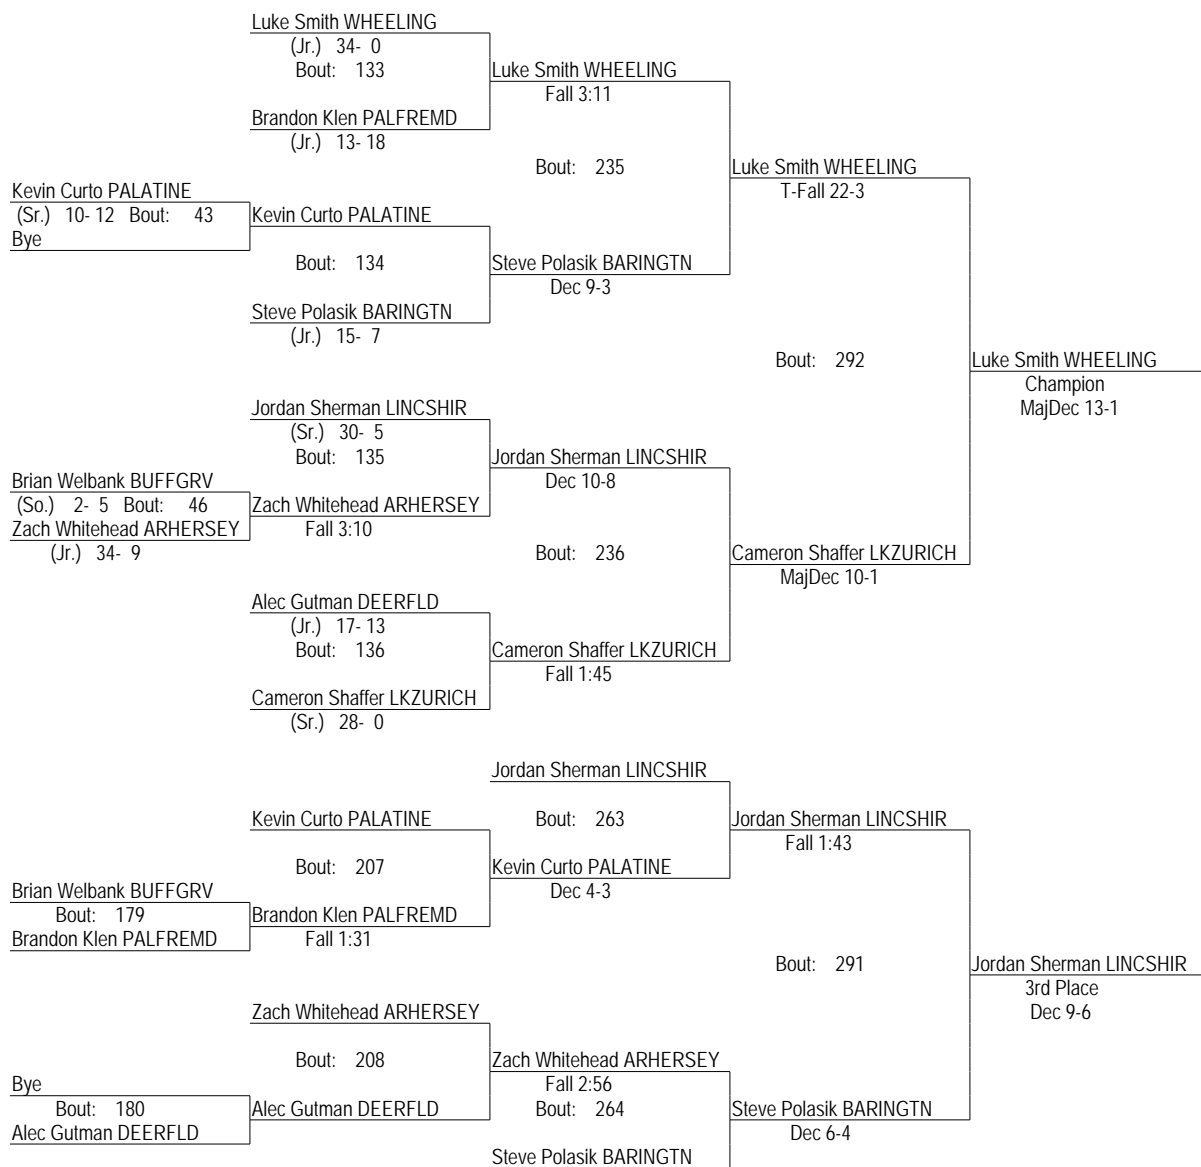 Luke Smith WHEELING
(Jr.) 34- 0
Bout: 133
Luke Smith WHEELING
Fall 3:11
Brandon Klen PALFREMD
(Jr.) 13- 18
Bout: 235
Luke Smith WHEELING
T-Fall 22-3
Kevin Curto PALATINE
(Sr.) 10- 12 Bout: 43
Bye
Kevin Curto PALATINE
Bout: 134
Steve Polasik BARINGTN
Dec 9-3
Steve Polasik BARINGTN
(Jr.) 15- 7
Bout: 292
Luke Smith WHEELING
Champion
MajDec 13-1
Jordan Sherman LINCSHIR
(Sr.) 30- 5
Bout: 135
Jordan Sherman LINCSHIR
Dec 10-8
Brian Welbank BUFFGRV
(So.) 2- 5 Bout: 46
Zach Whitehead ARHERSEY
(Jr.) 34- 9
Zach Whitehead ARHERSEY
Fall 3:10
Bout: 236
Cameron Shaffer LKZURICH
MajDec 10-1
Alec Gutman DEERFLD
(Jr.) 17- 13
Bout: 136
Cameron Shaffer LKZURICH
Fall 1:45
Cameron Shaffer LKZURICH
(Sr.) 28- 0
Jordan Sherman LINCSHIR
Kevin Curto PALATINE
Bout: 263
Jordan Sherman LINCSHIR
Fall 1:43
Bout: 207
Kevin Curto PALATINE
Dec 4-3
Brian Welbank BUFFGRV
Bout: 179
Brandon Klen PALFREMD
Brandon Klen PALFREMD
Fall 1:31
Bout: 291
Jordan Sherman LINCSHIR
3rd Place
Dec 9-6
Zach Whitehead ARHERSEY
Bout: 208
Zach Whitehead ARHERSEY
Fall 2:56
Bye
Bout: 180
Alec Gutman DEERFLD
Alec Gutman DEERFLD
Bout: 264
Steve Polasik BARINGTN
Dec 6-4
Steve Polasik BARINGTN